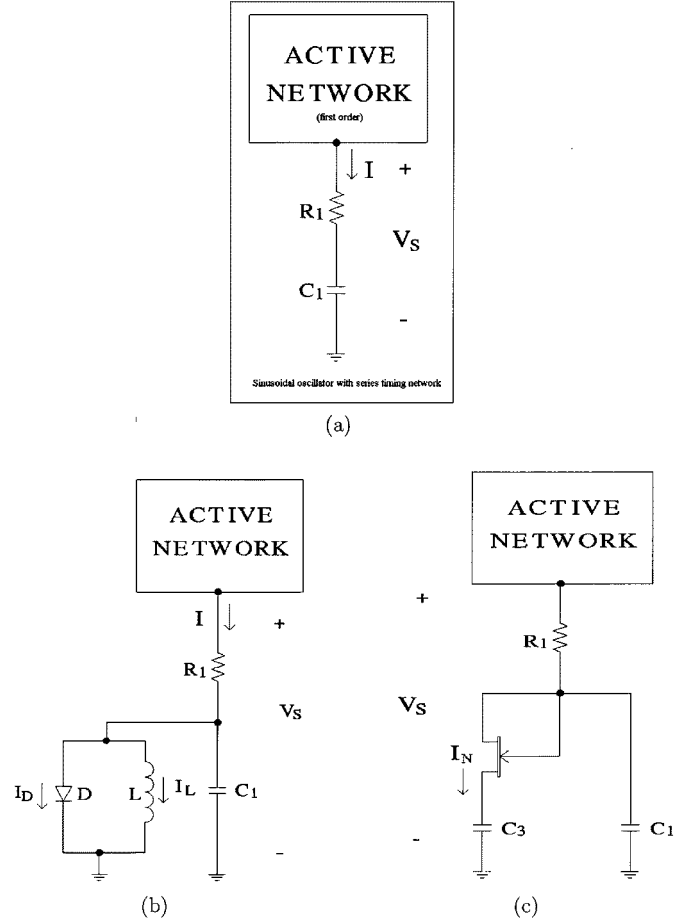 ACTIVE
NETWORK
(first order)
I
+
R1
VS
C1
-
Sinusoidal oscillator with series timing network
(a)
ACTIVE
NETWORK
I
+
R1
VS
ID
D
L
IL
C1
-
(b)
ACTIVE
NETWORK
+
R1
VS
IN
C3
C1
-
(c)